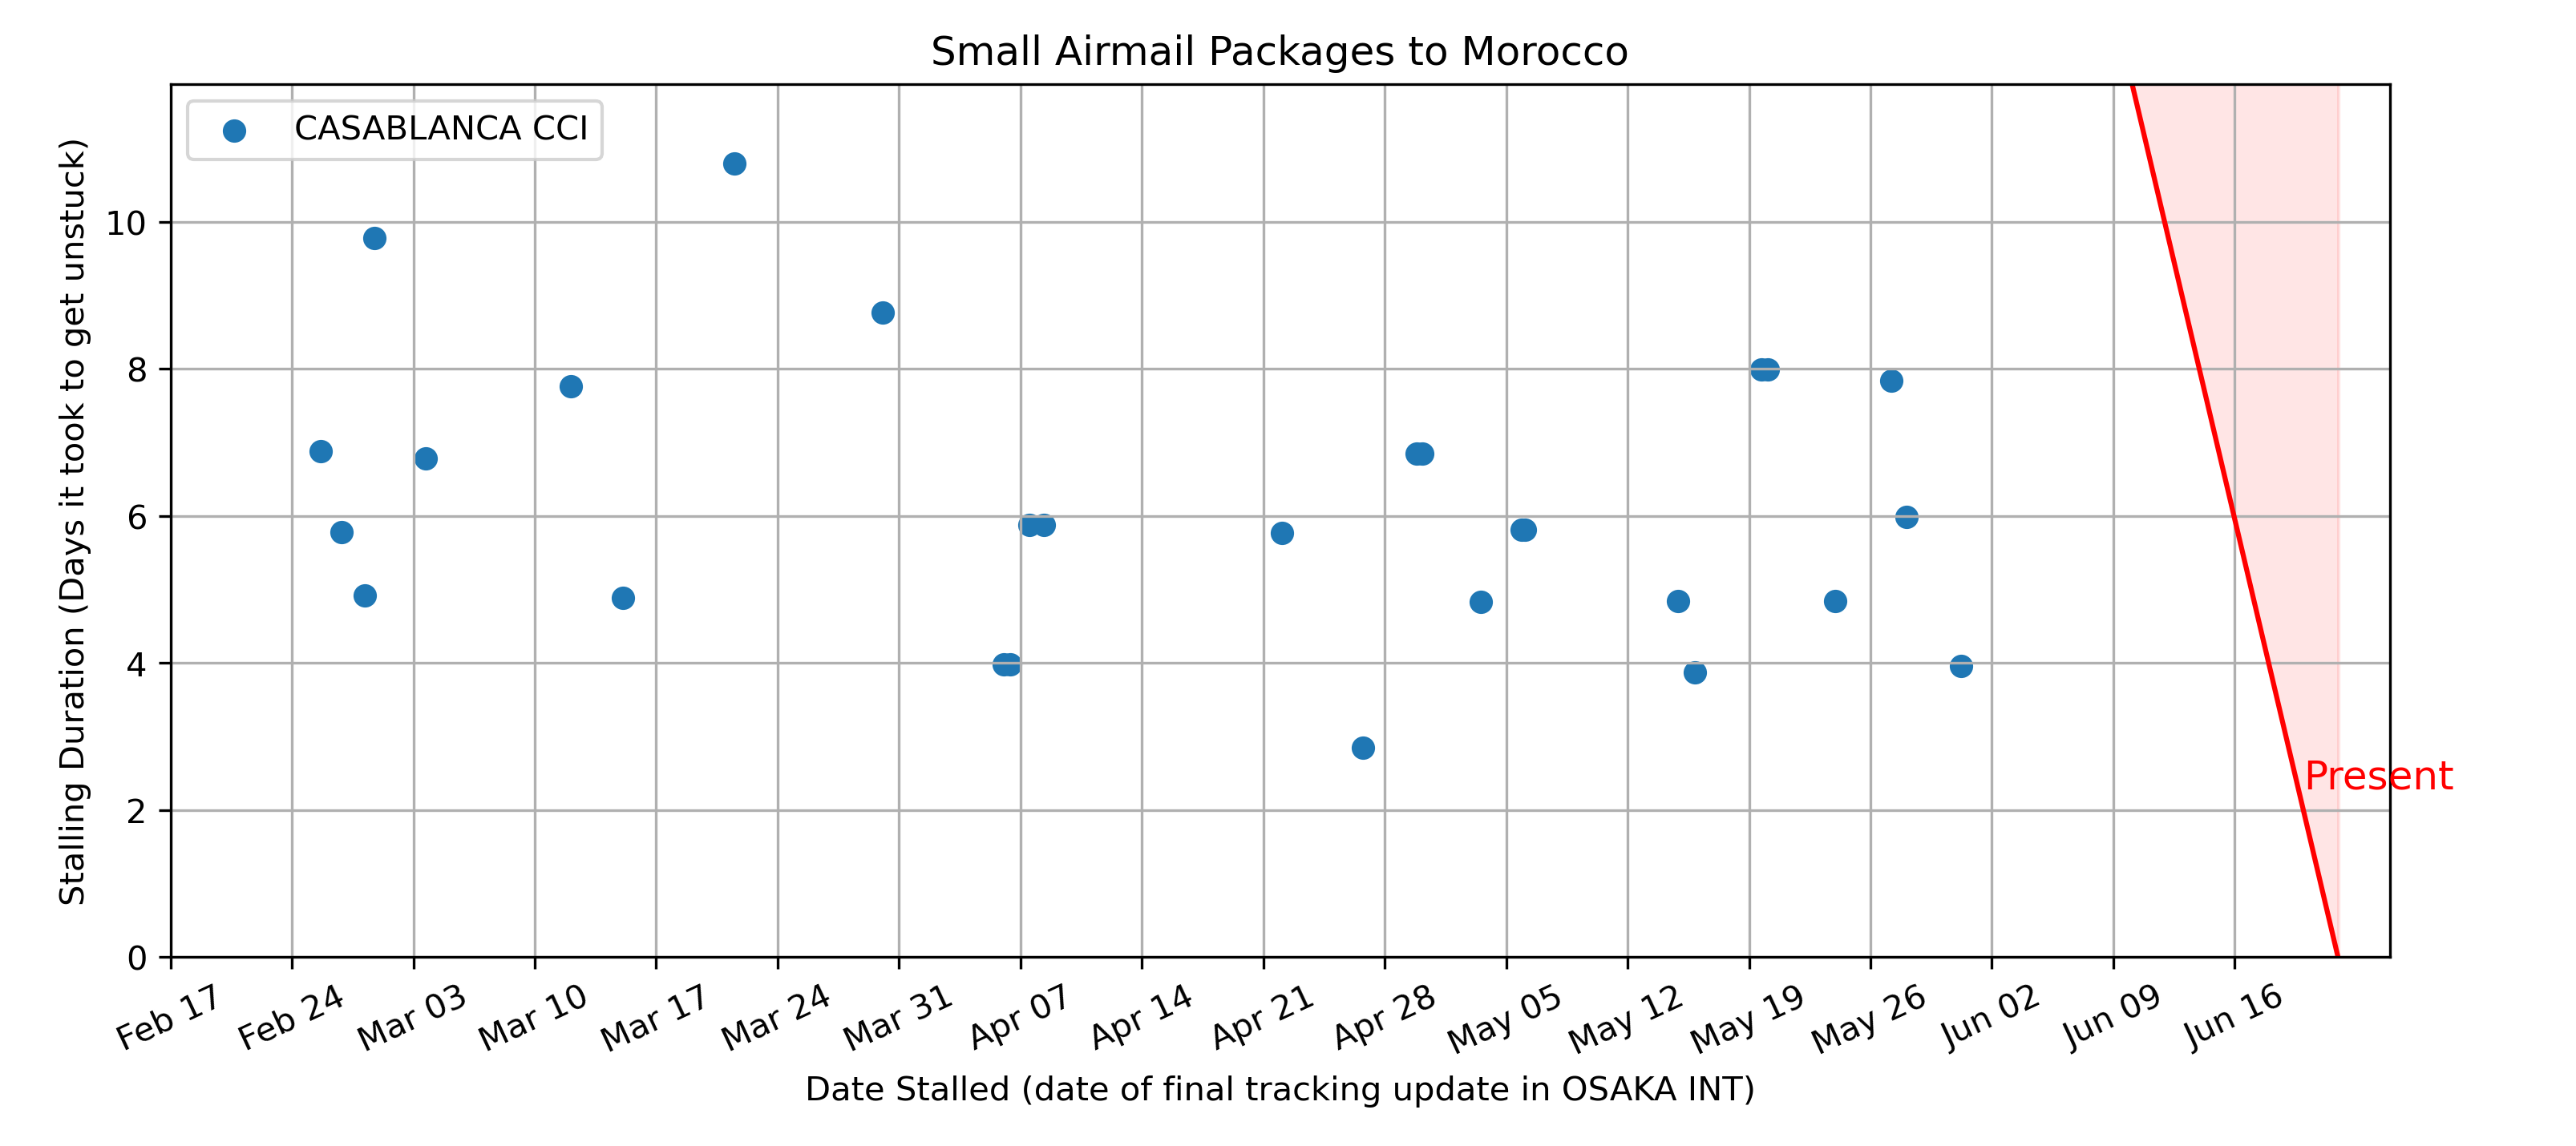 Small Airmail Packages to Morocco
CASABLANCA CCI
Stalling Duration (Days it took to get unstuck)
10
8
6
4
2
0
Present
Feb 17
Feb 24
Mar 03
Mar 10
Mar 17
Mar 24
Mar 31
Apr 07
Apr 14
Apr 21
Apr 28
May 05
May 12
May 19
May 26
Jun 02
Jun 09
Jun 16
Date Stalled (date of final tracking update in OSAKA INT)